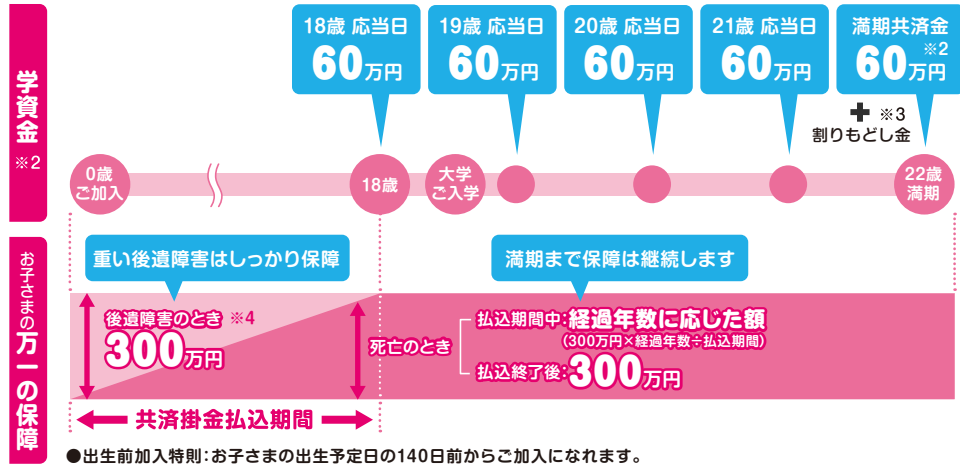 学資金
※2
18歳 応当日
60万円
19歳 応当日
60万円
20歳 応当日
60万円
21歳 応当日
60万円
満期共済金
※2
60万円
＋ ※3
割りもどし金
0歳
ご加入
18歳
大学
ご入学
22歳
満期
お子さまの万一の保障
重い後遺障害はしっかり保障
満期まで保障は継続します
後遺障害のとき ※4
300万円
死亡のとき
払込期間中:経過年数に応じた額
(300万円×経過年数÷払込期間)
払込終了後:300万円
共済掛金払込期間
●出生前加入特則:お子さまの出生予定日の140日前からご加入になれます。